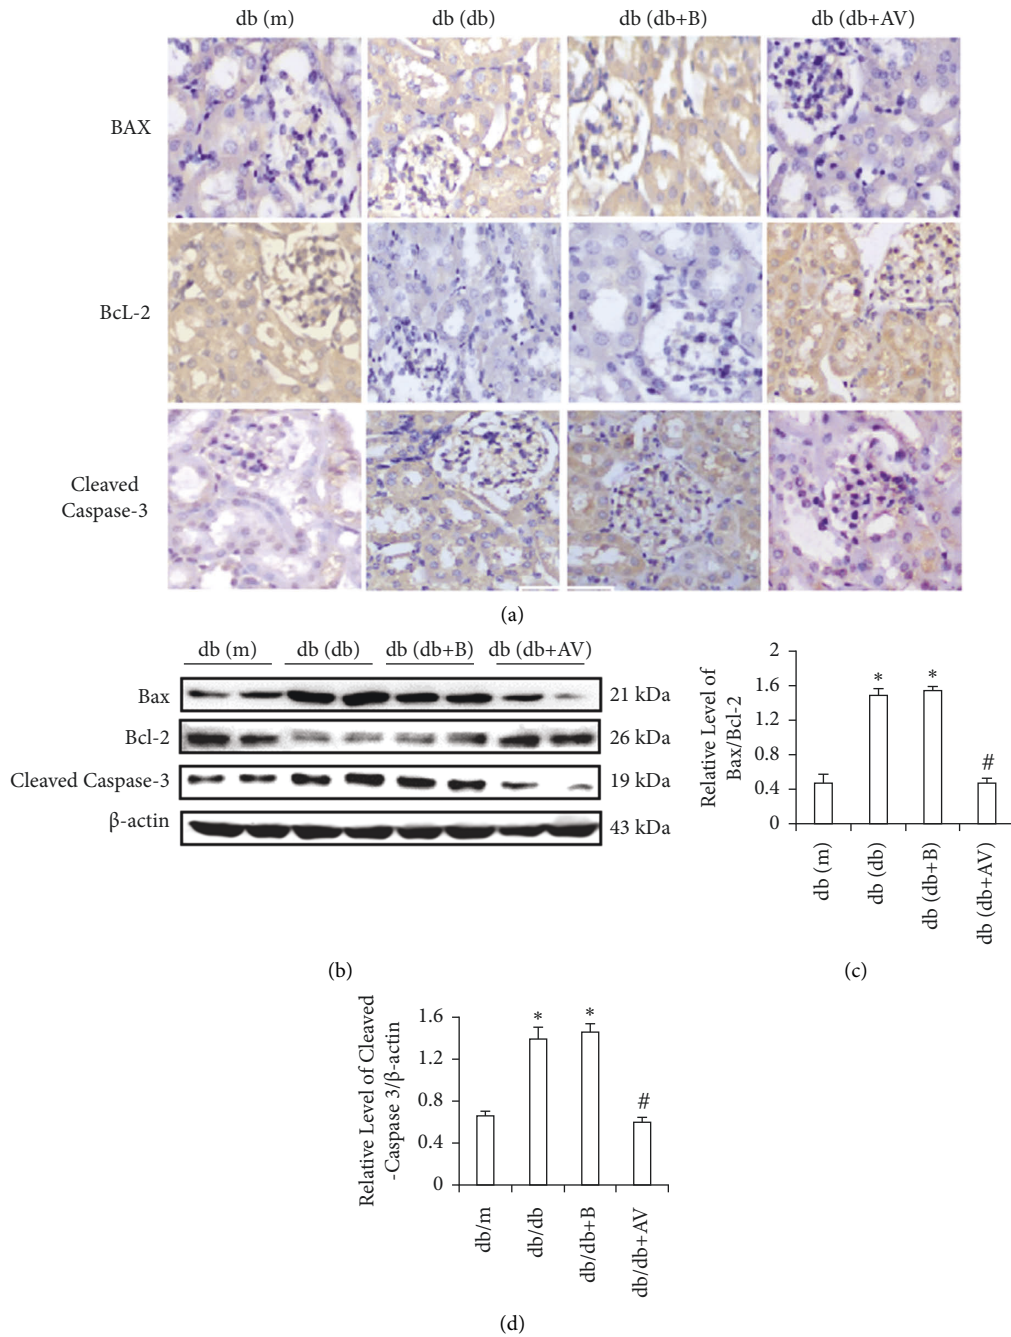 db (m) db (db) db (db+B) db (db+AV)
BAX
BcL-2
Cleaved
Caspase-3
(a)
db (m) db (db) db (db+B) db (db+AV)
Bax 21 kDa
Bcl-2 26 kDa
Cleaved Caspase-3 19 kDa
β-actin 43 kDa
(b)
Relative Level of
Bax/Bcl-2
2
1.6
1.2
0.8
0.4
0
* * #
db (m)
db (db)
db (db+B)
db (db+AV)
(c)
Relative Level of Cleaved
-Caspase 3/β-actin
1.6
1.2
0.8
0.4
0
* * #
db/m
db/db
db/db+B
db/db+AV
(d)